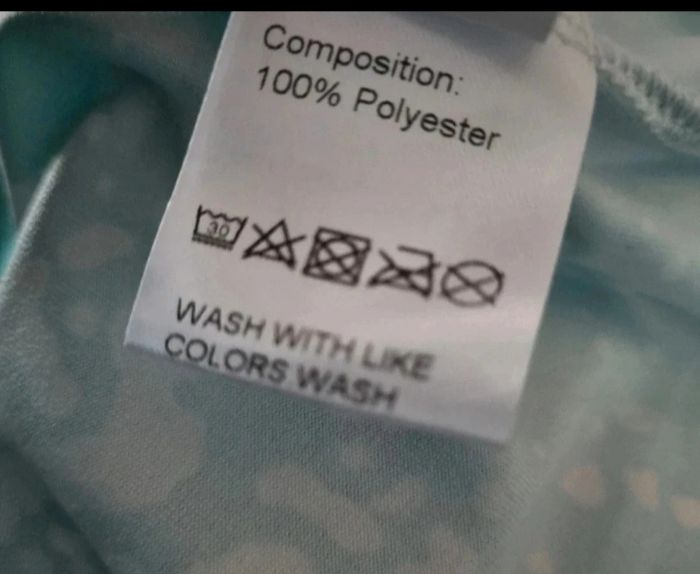 Composition:
100% Polyester
30
WASH WITH LIKE
COLORS WASH